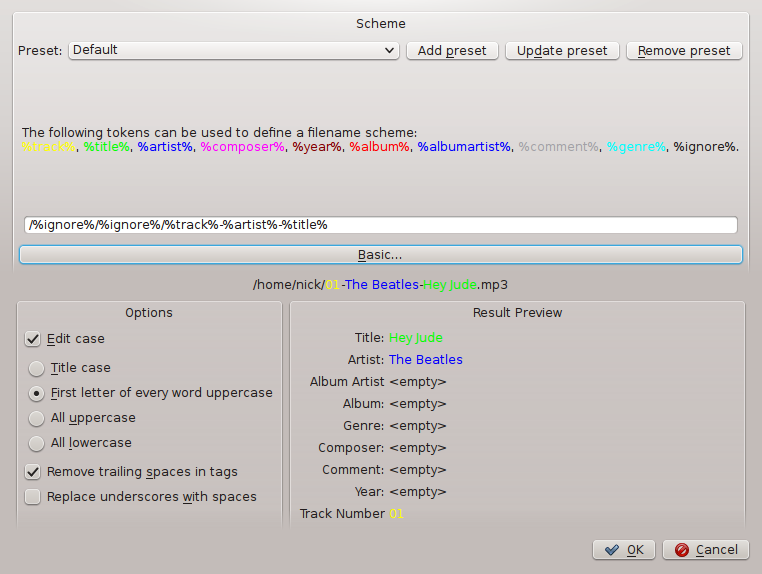 Scheme
Preset: Default Add preset Update preset Remove preset
The following tokens can be used to define a filename scheme:
%track%, %title%, %artist%, %composer%, %year%, %album%, %albumartist%, %comment%, %genre%, %ignore%.
/%ignore%/%ignore%/%track%-%artist%-%title%
Basic...
/home/nick/01-The Beatles-Hey Jude.mp3
Options
Edit case
Title case
First letter of every word uppercase
All uppercase
All lowercase
Remove trailing spaces in tags
Replace underscores with spaces
Result Preview
Title: Hey Jude
Artist: The Beatles
Album Artist <empty>
Album: <empty>
Genre: <empty>
Composer: <empty>
Comment: <empty>
Year: <empty>
Track Number 01
OK Cancel